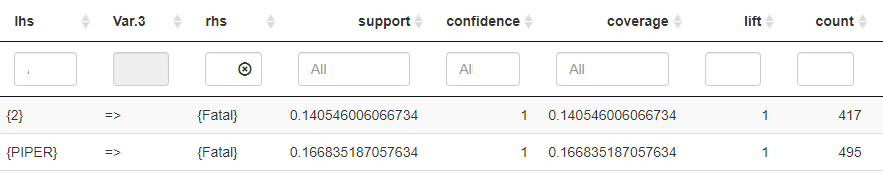 lhs Var.3 rhs support confidence coverage lift count
All All All
{2} => {Fatal} 0.140546006066734 1 0.140546006066734 1 417
{PIPER} => {Fatal} 0.166835187057634 1 0.166835187057634 1 495